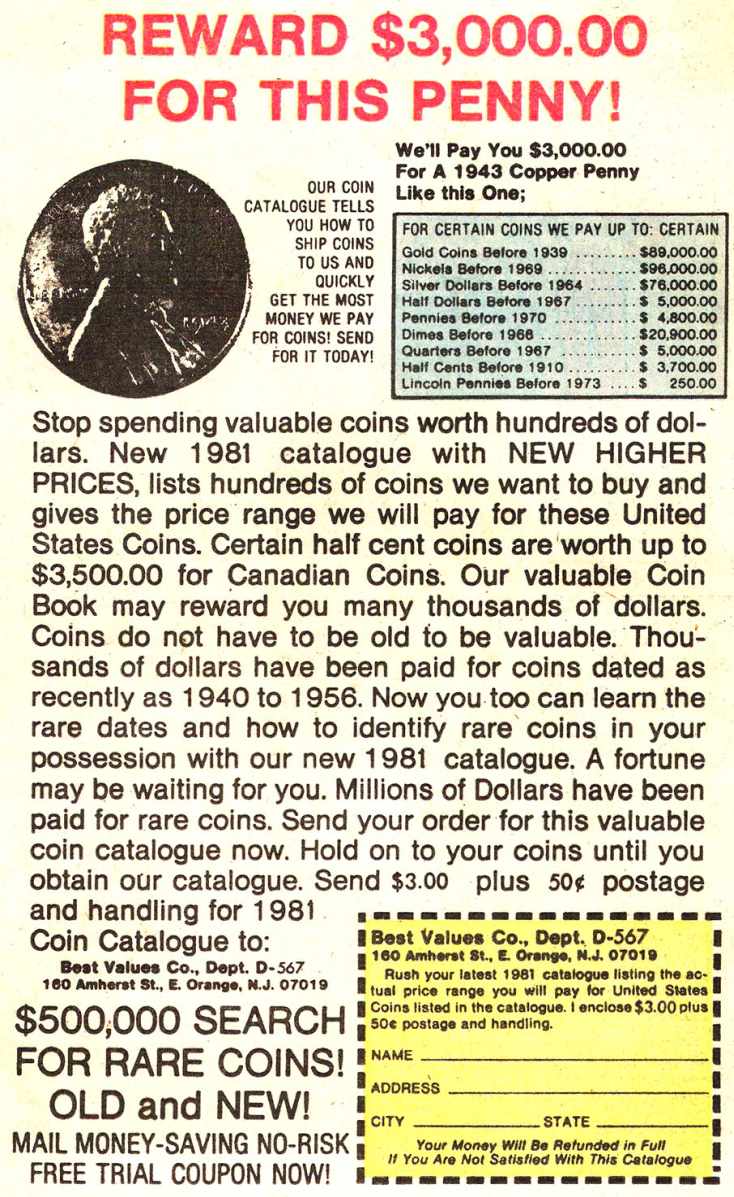 REWARD $3,000.00
FOR THIS PENNY!
OUR COIN
CATALOGUE TELLS
YOU HOW TO
SHIP COINS
TO US AND
QUICKLY
GET THE MOST
MONEY WE PAY
FOR COINS! SEND
FOR IT TODAY!
We'll Pay You $3,000.00
For A 1943 Copper Penny
Like this One;
FOR CERTAIN COINS WE PAY UP TO: CERTAIN
Gold Coins Before 1939 ......... $89,000.00
Nickels Before 1969 ............ $96,000.00
Silver Dollars Before 1964 ....... $76,000.00
Half Dollars Before 1967 ......... $ 5,000.00
Pennies Before 1970 ............ $ 4,800.00
Dimes Before 1966 ............. $20,900.00
Quarters Before 1967 ........... $ 5,000.00
Half Cents Before 1910 .......... $ 3,700.00
Lincoln Pennies Before 1973 .... $ 250.00
LIBERTY
Stop spending valuable coins worth hundreds of dol-
lars. New 1981 catalogue with NEW HIGHER
PRICES, lists hundreds of coins we want to buy and
gives the price range we will pay for these United
States Coins. Certain half cent coins are worth up to
$3,500.00 for Canadian Coins. Our valuable Coin
Book may reward you many thousands of dollars.
Coins do not have to be old to be valuable. Thou-
sands of dollars have been paid for coins dated as
recently as 1940 to 1956. Now you too can learn the
rare dates and how to identify rare coins in your
possession with our new 1981 catalogue. A fortune
may be waiting for you. Millions of Dollars have been
paid for rare coins. Send your order for this valuable
coin catalogue now. Hold on to your coins until you
obtain our catalogue. Send $3.00 plus 50¢ postage
and handling for 1981
Coin Catalogue to:
Best Values Co., Dept. D-567
160 Amherst St., E. Orange, N.J. 07019
$500,000 SEARCH
FOR RARE COINS!
OLD and NEW!
MAIL MONEY-SAVING NO-RISK
FREE TRIAL COUPON NOW!
Best Values Co., Dept. D-567
160 Amherst St., E. Orange, N.J. 07019
Rush your latest 1981 catalogue listing the ac-
tual price range you will pay for United States
Coins listed in the catalogue. I enclose $3.00 plus
50¢ postage and handling.
NAME
ADDRESS
CITY STATE
Your Money Will Be Refunded in Full
If You Are Not Satisfied With This Catalogue